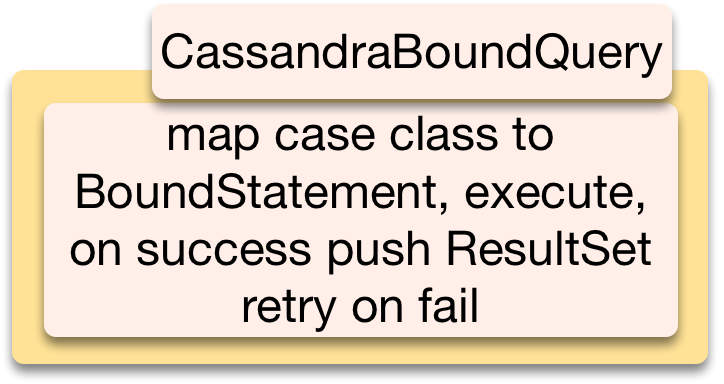 CassandraBoundQuery
map case class to
BoundStatement, execute,
on success push ResultSet
retry on fail